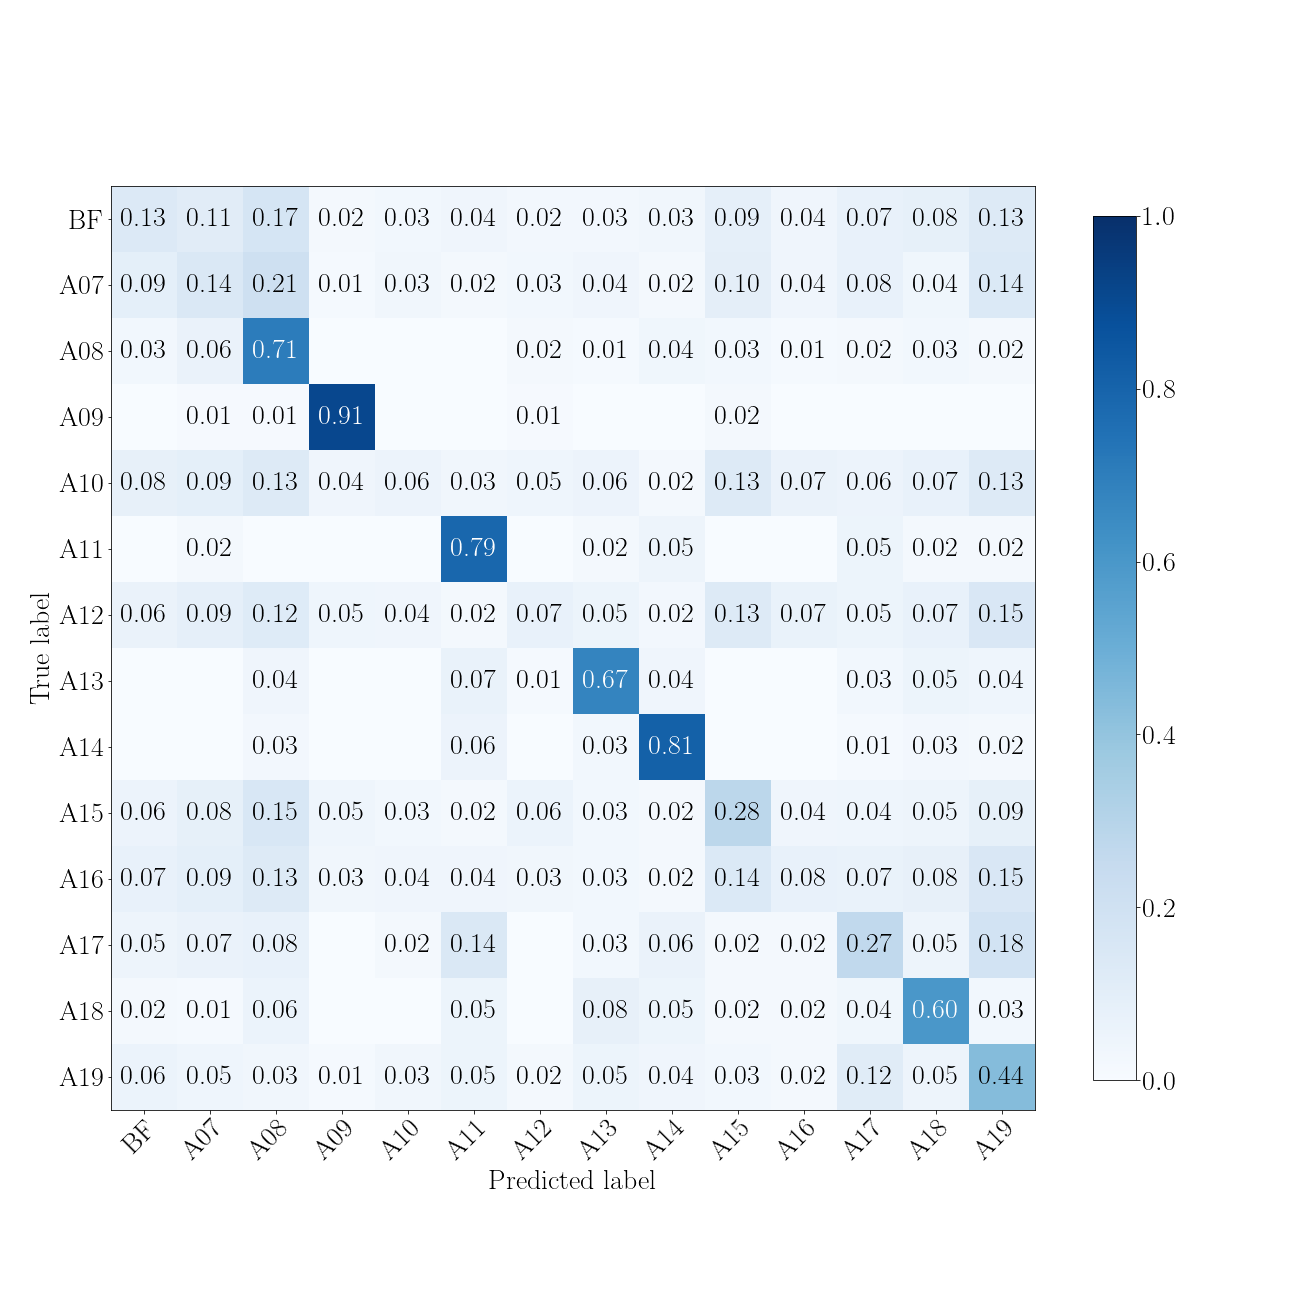 BF 0.13 0.11 0.17 0.02 0.03 0.04 0.02 0.03 0.03 0.09 0.04 0.07 0.08 0.13
A07 0.09 0.14 0.21 0.01 0.03 0.02 0.03 0.04 0.02 0.10 0.04 0.08 0.04 0.14
A08 0.03 0.06 0.71 0.02 0.01 0.04 0.03 0.01 0.02 0.03 0.02
A09 0.01 0.01 0.91 0.01 0.02
A10 0.08 0.09 0.13 0.04 0.06 0.03 0.05 0.06 0.02 0.13 0.07 0.06 0.07 0.13
A11 0.02 0.79 0.02 0.05 0.05 0.02 0.02
A12 0.06 0.09 0.12 0.05 0.04 0.02 0.07 0.05 0.02 0.13 0.07 0.05 0.07 0.15
A13 0.04 0.07 0.01 0.67 0.04 0.03 0.05 0.04
A14 0.03 0.06 0.03 0.81 0.01 0.03 0.02
A15 0.06 0.08 0.15 0.05 0.03 0.02 0.06 0.03 0.02 0.28 0.04 0.04 0.05 0.09
A16 0.07 0.09 0.13 0.03 0.04 0.04 0.03 0.03 0.02 0.14 0.08 0.07 0.08 0.15
A17 0.05 0.07 0.08 0.02 0.14 0.03 0.06 0.02 0.02 0.27 0.05 0.18
A18 0.02 0.01 0.06 0.05 0.08 0.05 0.02 0.02 0.04 0.60 0.03
A19 0.06 0.05 0.03 0.01 0.03 0.05 0.02 0.05 0.04 0.03 0.02 0.12 0.05 0.44
BF A07 A08 A09 A10 A11 A12 A13 A14 A15 A16 A17 A18 A19
Predicted label
True label
1.0
0.8
0.6
0.4
0.2
0.0